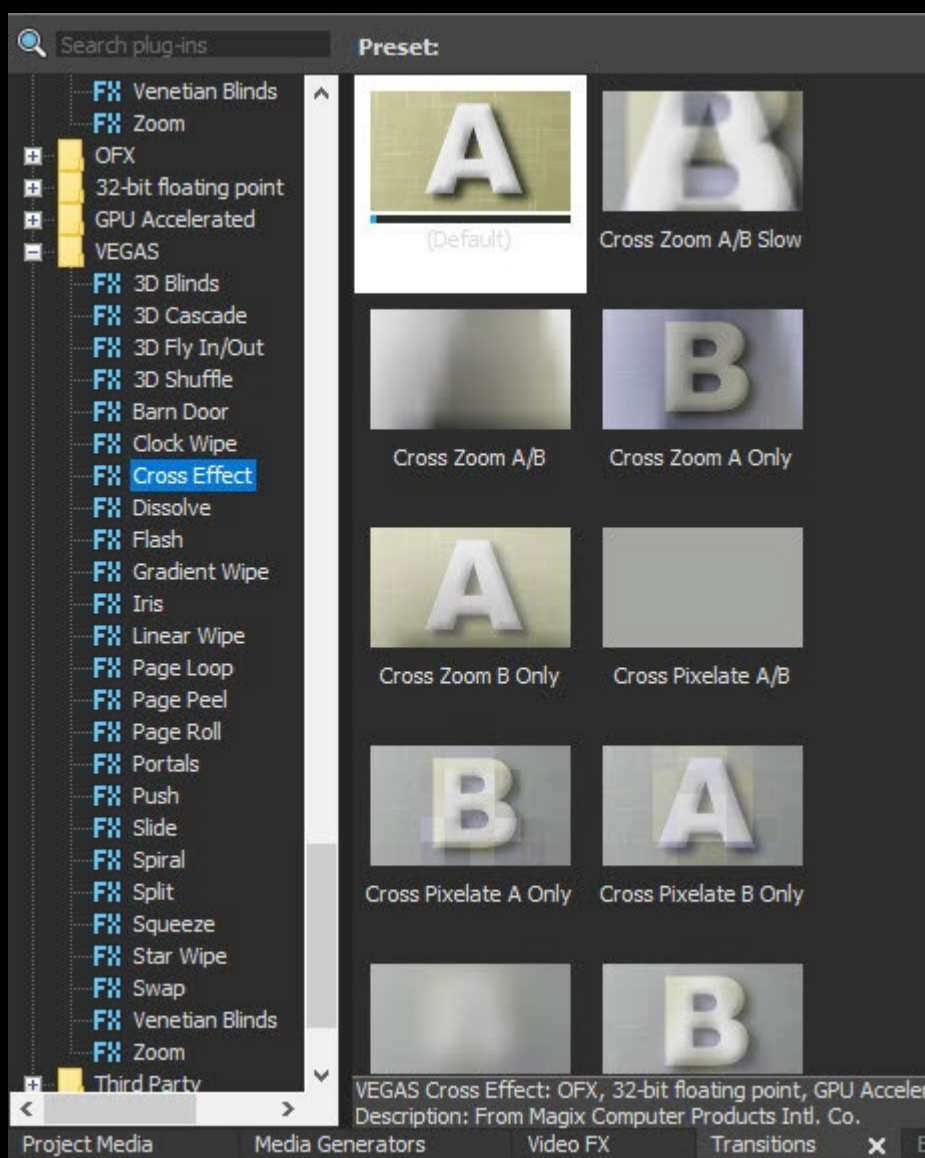 Search plug-ins
Preset:
FX Venetian Blinds
FX Zoom
OFX
32-bit floating point
GPU Accelerated
VEGAS
FX 3D Blinds
FX 3D Cascade
FX 3D Fly In/Out
FX 3D Shuffle
FX Barn Door
FX Clock Wipe
FX Cross Effect
FX Dissolve
FX Flash
FX Gradient Wipe
FX Iris
FX Linear Wipe
FX Page Loop
FX Page Peel
FX Page Roll
FX Portals
FX Push
FX Slide
FX Spiral
FX Split
FX Squeeze
FX Star Wipe
FX Swap
FX Venetian Blinds
FX Zoom
Third Party
A
B
(Default)
Cross Zoom A/B Slow
B
Cross Zoom A/B
Cross Zoom A Only
A
Cross Zoom B Only
Cross Pixelate A/B
B
A
Cross Pixelate A Only
Cross Pixelate B Only
B
VEGAS Cross Effect: OFX, 32-bit floating point, GPU Acceler
Description: From Magix Computer Products Intl. Co.
Project Media
Media Generators
Video FX
Transitions